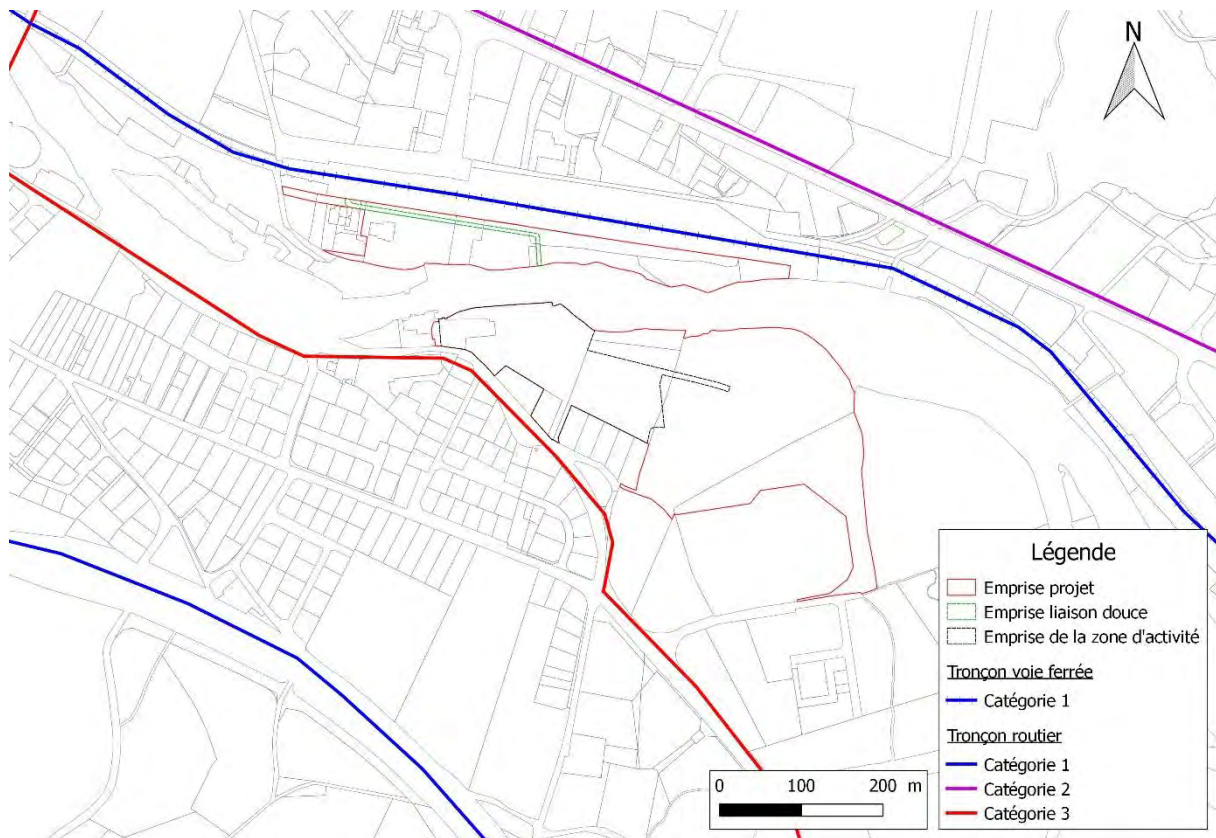 N
Légende
Emprise projet
Emprise liaison douce
Emprise de la zone d'activité
Tronçon voie ferrée
Catégorie 1
Tronçon routier
Catégorie 1
Catégorie 2
Catégorie 3
0 100 200 m